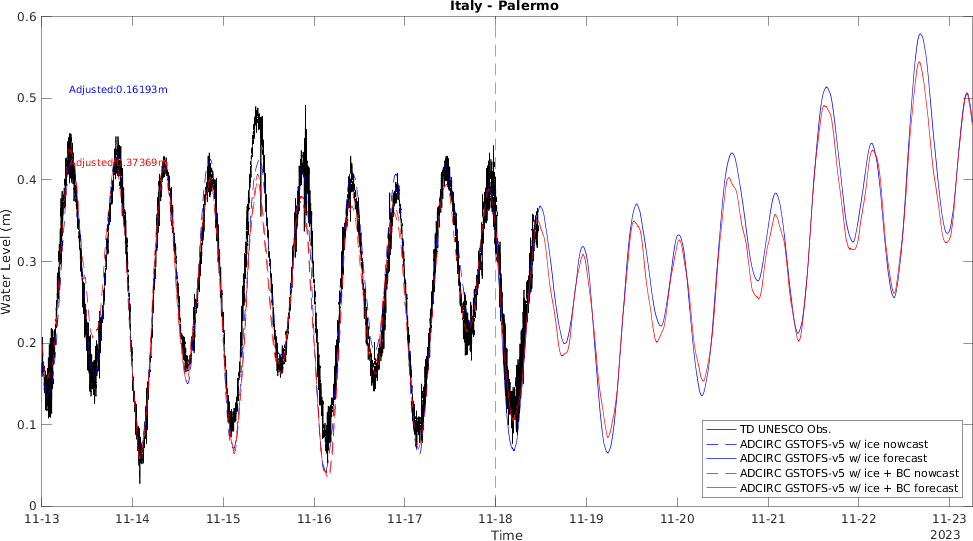 Italy - Palermo
Water Level (m)
0.6
0.5
0.4
0.3
0.2
0.1
0
Adjusted:0.16193m
Adjusted:0.37369m
TD UNESCO Obs.
ADCIRC GSTOFS-v5 w/ ice nowcast
ADCIRC GSTOFS-v5 w/ ice forecast
ADCIRC GSTOFS-v5 w/ ice + BC nowcast
ADCIRC GSTOFS-v5 w/ ice + BC forecast
11-13 11-14 11-15 11-16 11-17 11-18 11-19 11-20 11-21 11-22 11-23
Time 2023